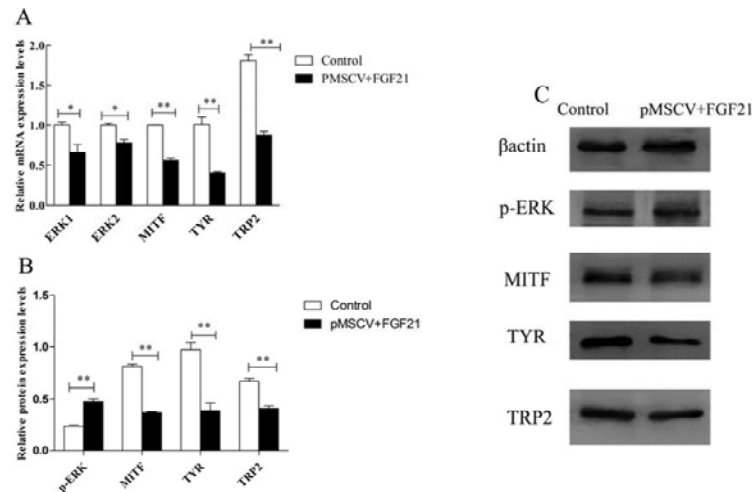 A
Relative mRNA expression levels
2.0
1.5
1.0
0.5
0.0
* * ** ** **
ERK1 ERK2 MITF TYR TRP2
Control
PMSCV+FGF21
B
Relative protein expression levels
1.5
1.0
0.5
0.0
** ** ** **
p-ERK MITF TYR TRP2
Control
pMSCV+FGF21
C
Control pMSCV+FGF21
βactin
p-ERK
MITF
TYR
TRP2